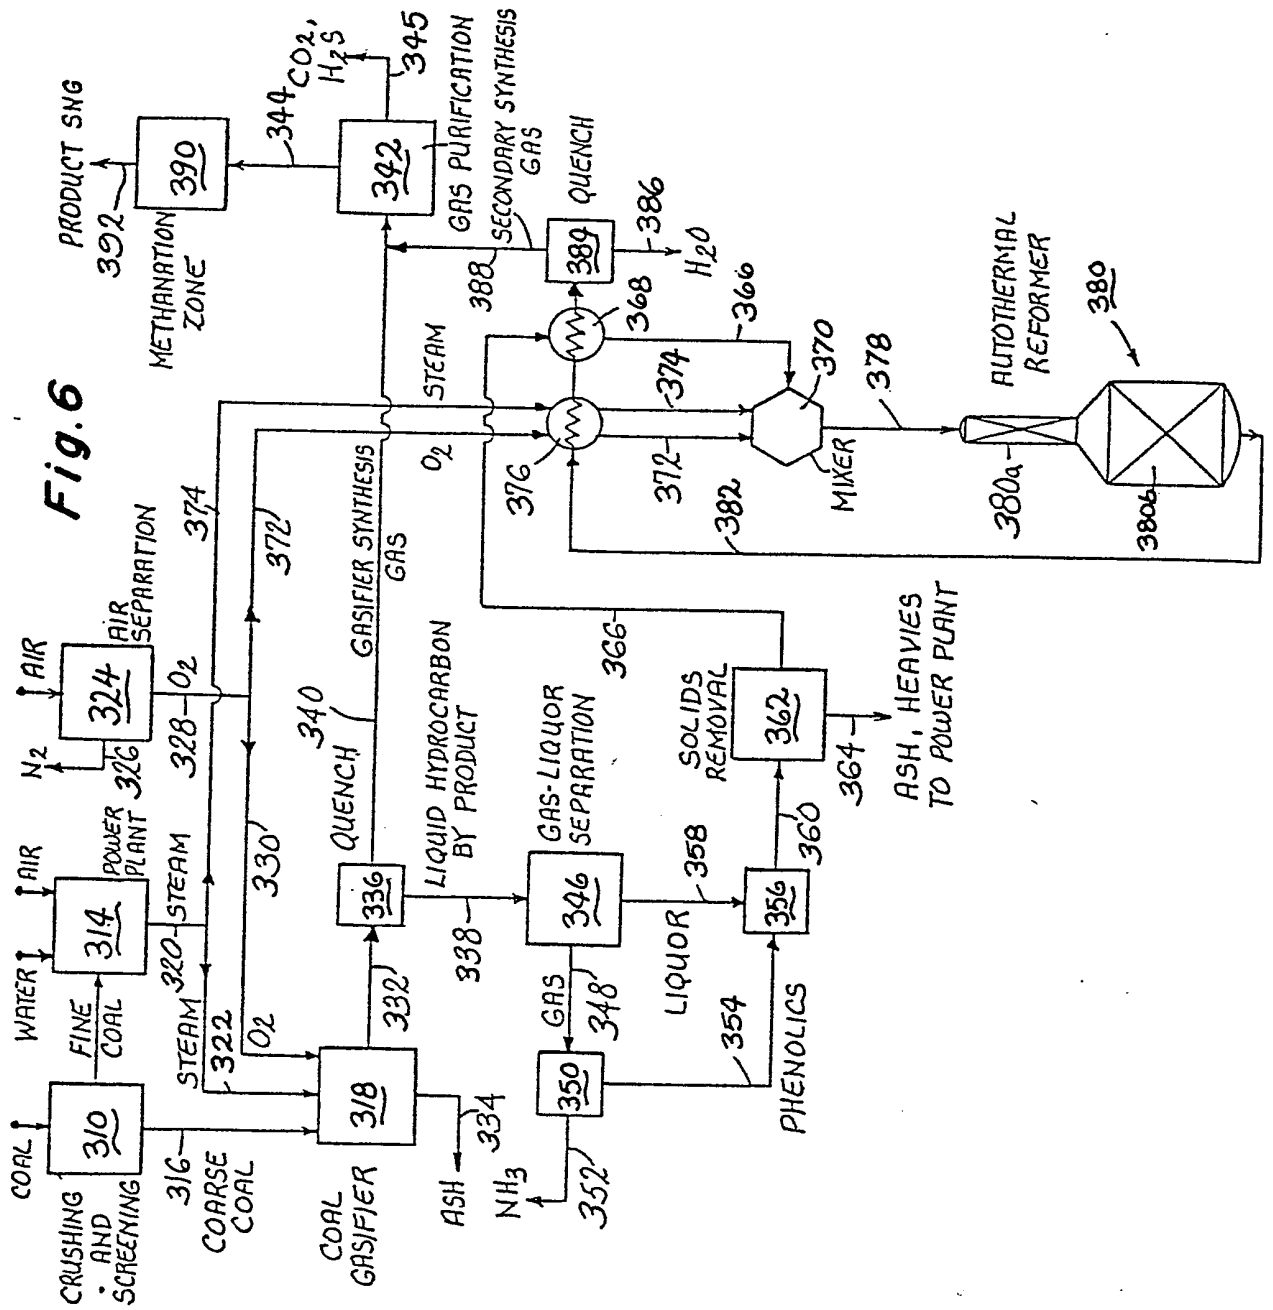 Fig. 6
COAL
CRUSHING
AND
SCREENING
310
FINE
COAL
WATER
AIR
314
POWER
PLANT
N2
AIR
324
AIR
SEPARATION
326
328
O2
316
COARSE
COAL
STEAM
322
320
STEAM
O2
330
372
374
COAL
GASIFIER
318
ASH
334
332
QUENCH
336
340
GASIFIER SYNTHESIS
GAS
LIQUID HYDROCARBON
BY PRODUCT
338
GAS-LIQUOR
SEPARATION
346
GAS
348
350
NH3
352
LIQUOR
358
354
PHENOLICS
356
360
SOLIDS
REMOVAL
362
364
ASH, HEAVIES
TO POWER PLANT
366
O2
STEAM
376
368
372
374
366
370
MIXER
382
378
AUTOTHERMAL
REFORMER
380
380a
380b
QUENCH
384
386
H2O
388
SECONDARY SYNTHESIS
GAS
GAS PURIFICATION
342
345
CO2,
H2S
344
METHANATION
ZONE
390
392
PRODUCT SNG